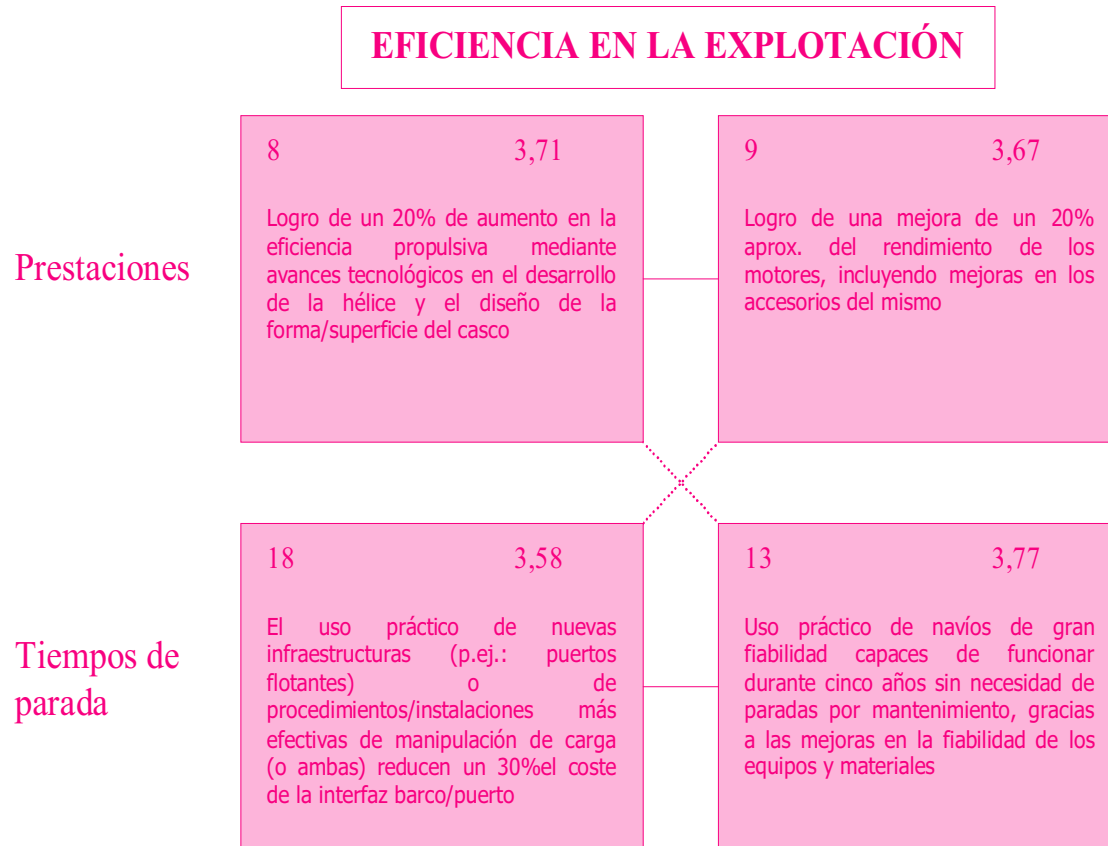 EFICIENCIA EN LA EXPLOTACIÓN
Prestaciones
8 3,71
Logro de un 20% de aumento en la
eficiencia propulsiva mediante
avances tecnológicos en el desarrollo
de la hélice y el diseño de la
forma/superficie del casco
9 3,67
Logro de una mejora de un 20%
aprox. del rendimiento de los
motores, incluyendo mejoras en los
accesorios del mismo
Tiempos de
parada
18 3,58
El uso práctico de nuevas
infraestructuras (p.ej.: puertos
flotantes) o de
procedimientos/instalaciones más
efectivas de manipulación de carga
(o ambas) reducen un 30%el coste
de la interfaz barco/puerto
13 3,77
Uso práctico de navíos de gran
fiabilidad capaces de funcionar
durante cinco años sin necesidad de
paradas por mantenimiento, gracias
a las mejoras en la fiabilidad de los
equipos y materiales